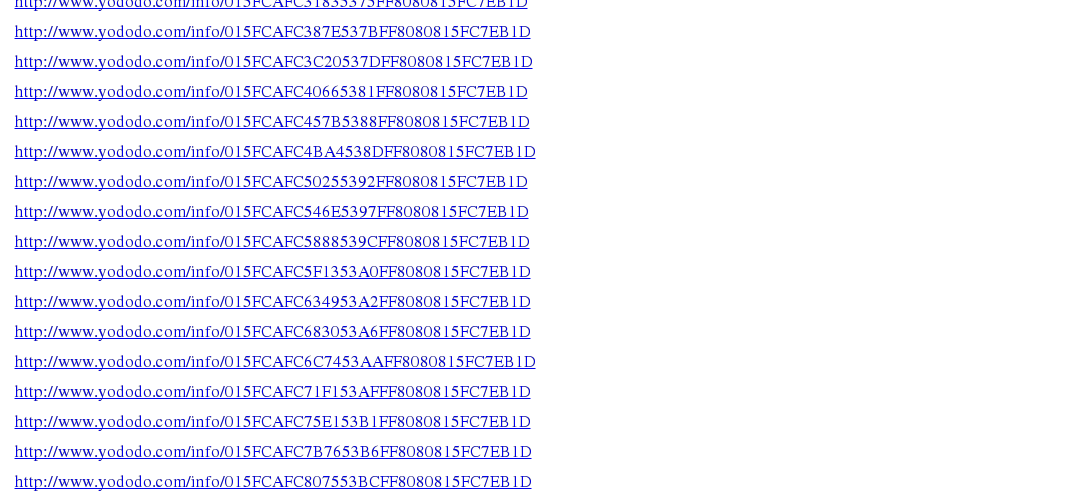 http://www.yododo.com/info/015FCAFC31835375FF8080815FC7EB1D
http://www.yododo.com/info/015FCAFC387E537BFF8080815FC7EB1D
http://www.yododo.com/info/015FCAFC3C20537DFF8080815FC7EB1D
http://www.yododo.com/info/015FCAFC40665381FF8080815FC7EB1D
http://www.yododo.com/info/015FCAFC457B5388FF8080815FC7EB1D
http://www.yododo.com/info/015FCAFC4BA4538DFF8080815FC7EB1D
http://www.yododo.com/info/015FCAFC50255392FF8080815FC7EB1D
http://www.yododo.com/info/015FCAFC546E5397FF8080815FC7EB1D
http://www.yododo.com/info/015FCAFC5888539CFF8080815FC7EB1D
http://www.yododo.com/info/015FCAFC5F1353A0FF8080815FC7EB1D
http://www.yododo.com/info/015FCAFC634953A2FF8080815FC7EB1D
http://www.yododo.com/info/015FCAFC683053A6FF8080815FC7EB1D
http://www.yododo.com/info/015FCAFC6C7453AAFF8080815FC7EB1D
http://www.yododo.com/info/015FCAFC71F153AFFF8080815FC7EB1D
http://www.yododo.com/info/015FCAFC75E153B1FF8080815FC7EB1D
http://www.yododo.com/info/015FCAFC7B7653B6FF8080815FC7EB1D
http://www.yododo.com/info/015FCAFC807553BCFF8080815FC7EB1D